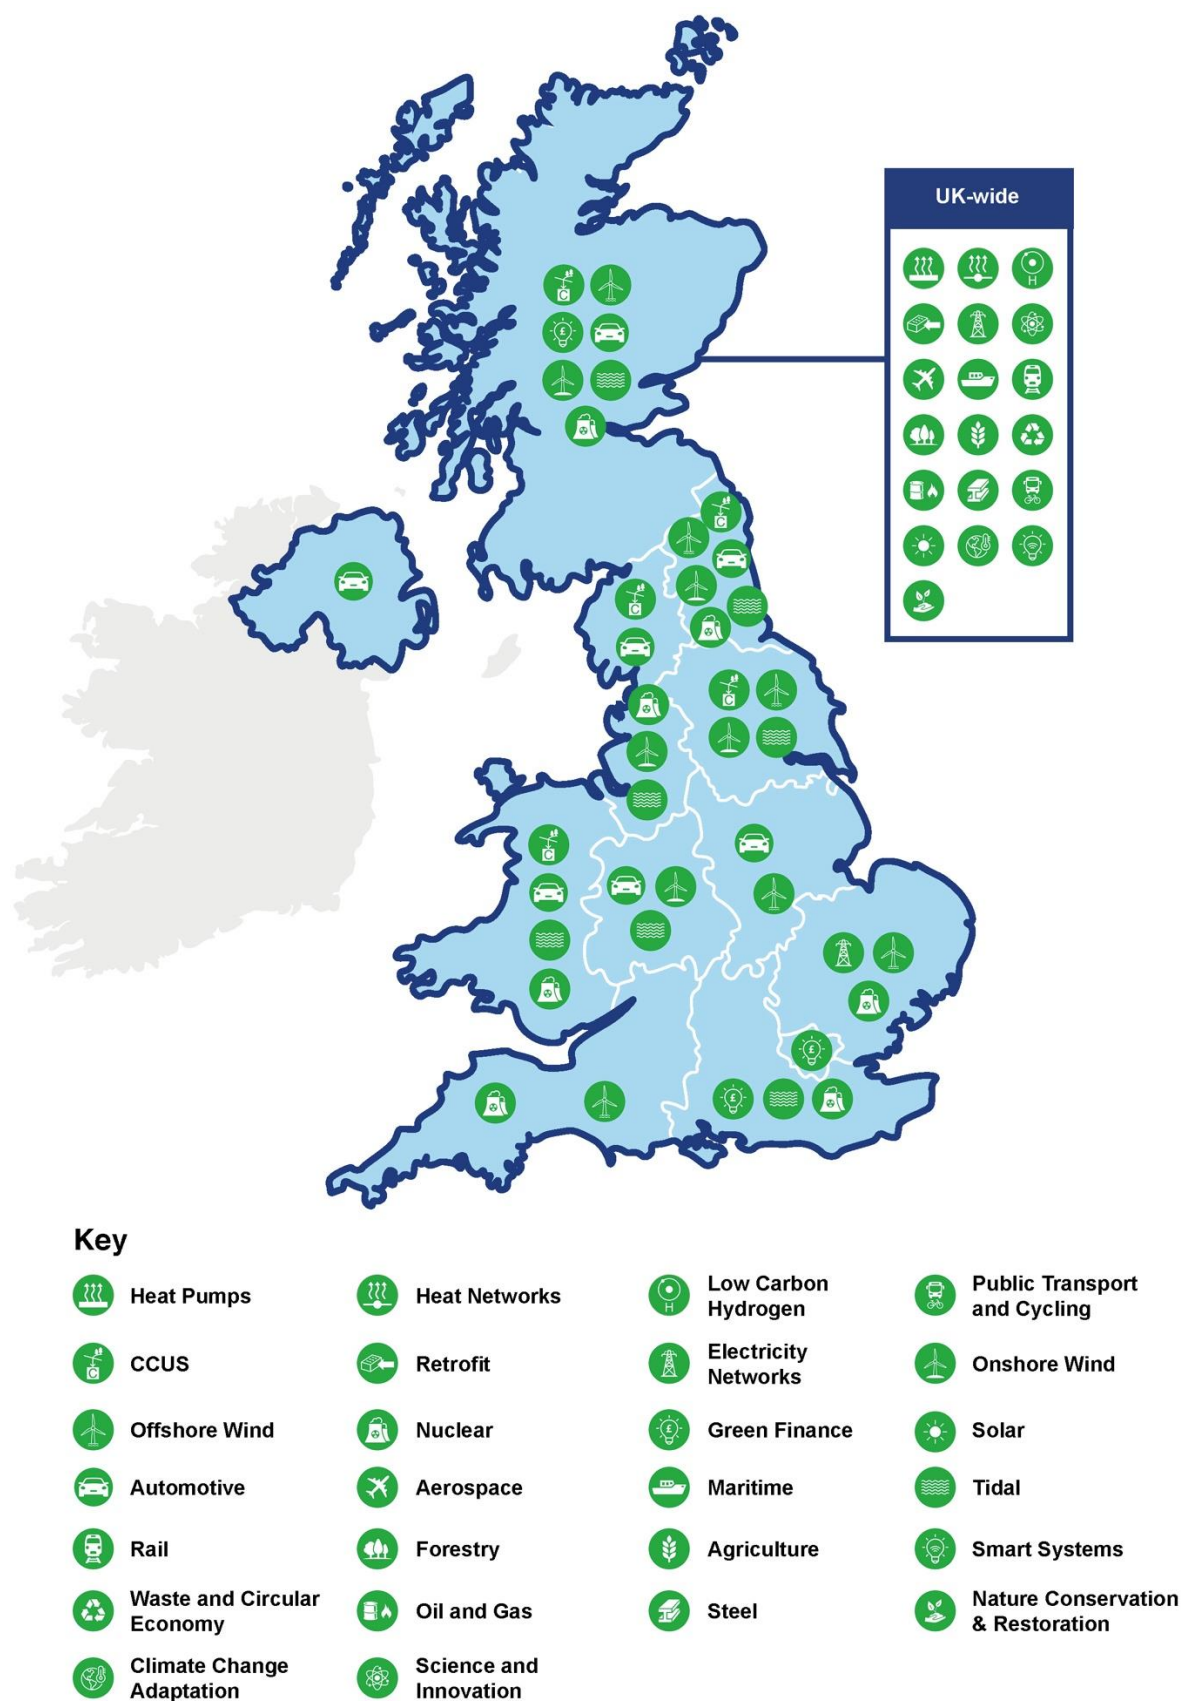 UK-wide
Key
Heat Pumps
Heat Networks
Low Carbon
Hydrogen
Public Transport
and Cycling
CCUS
Retrofit
Electricity
Networks
Onshore Wind
Offshore Wind
Nuclear
Green Finance
Solar
Automotive
Aerospace
Maritime
Tidal
Rail
Forestry
Agriculture
Smart Systems
Waste and Circular
Economy
Oil and Gas
Steel
Nature Conservation
& Restoration
Climate Change
Adaptation
Science and
Innovation